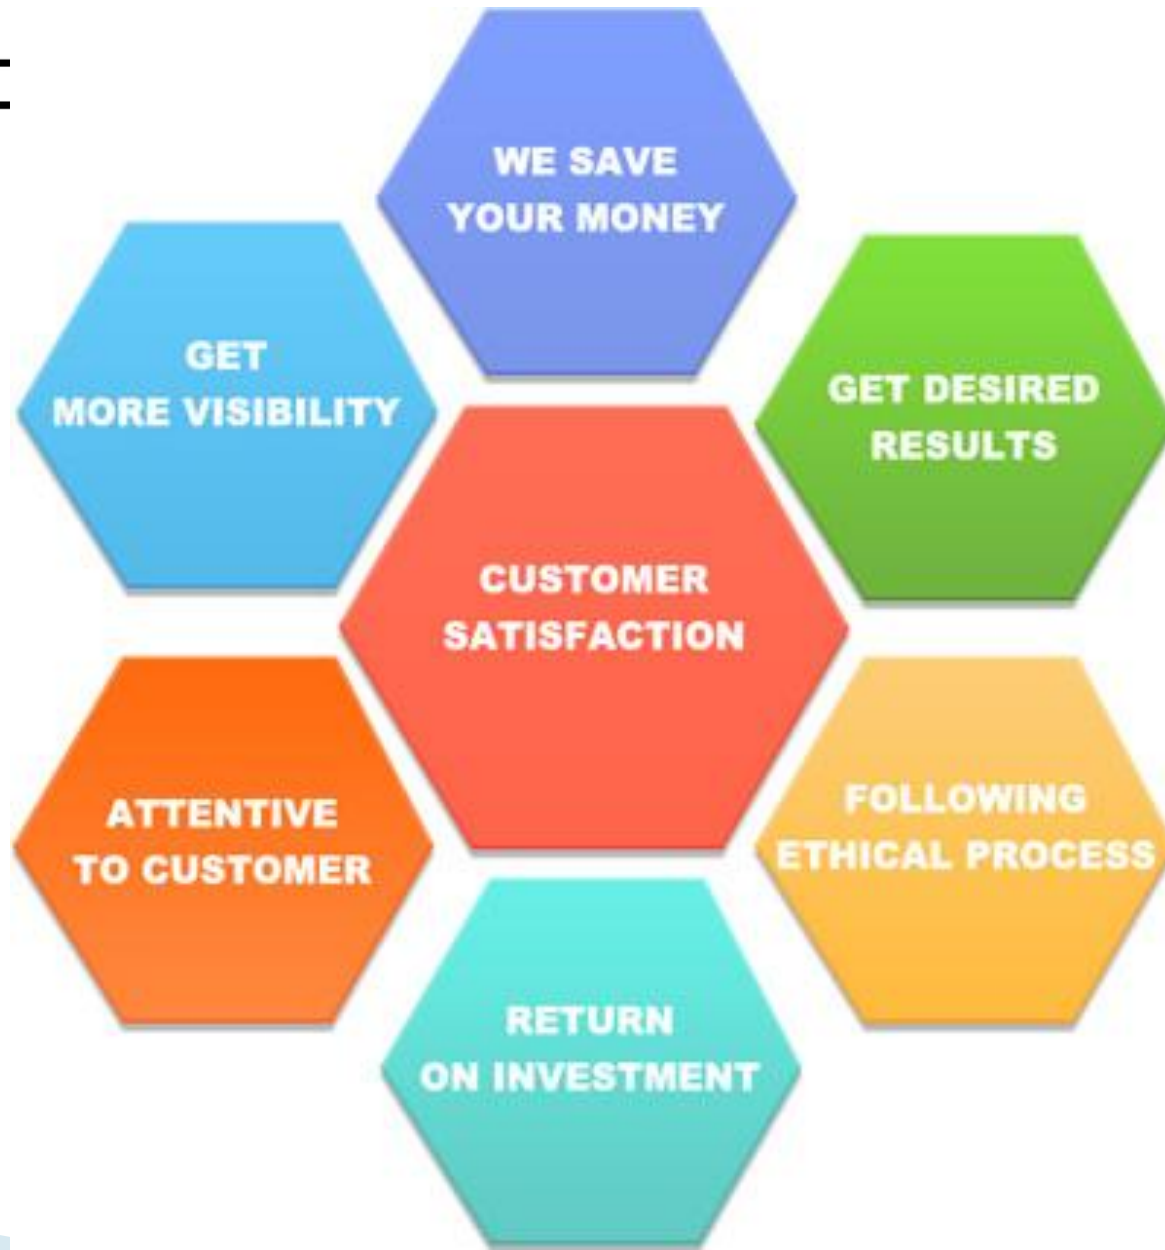 WE SAVE
YOUR MONEY
GET
MORE VISIBILITY
GET DESIRED
RESULTS
CUSTOMER
SATISFACTION
ATTENTIVE
TO CUSTOMER
FOLLOWING
ETHICAL PROCESS
RETURN
ON INVESTMENT